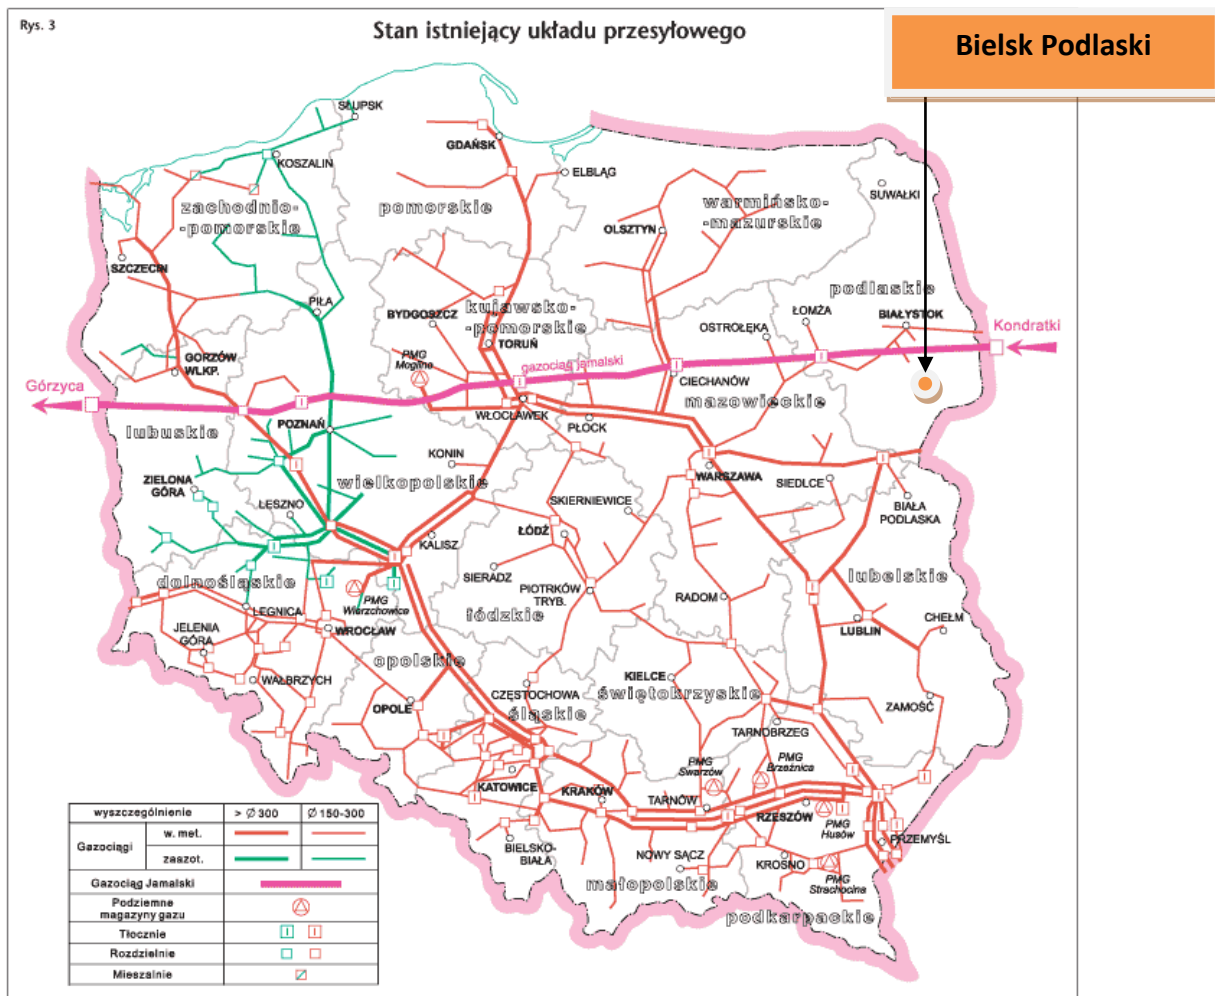 Rys. 3
Stan istniejący układu przesyłowego
Bielsk Podlaski
SŁUPSK
GDAŃSK
KOSZALIN
ELBLĄG
SUWAŁKI
zachodnio-
-pomorskie
pomorskie
warmińsko-
-mazurskie
OLSZTYN
SZCZECIN
podlaskie
PIŁA
BYDGOSZCZ
kujawsko-
-pomorskie
ŁOMŻA
BIAŁYSTOK
OSTROŁĘKA
Kondratki
TORUŃ
PMG
Mogilno
gazociąg jamalski
GORZÓW
WLKP.
Górzyca
CIECHANÓW
mazowieckie
WŁOCŁAWEK
PŁOCK
lubuskie
POZNAŃ
KONIN
WARSZAWA
SIEDLCE
ZIELONA
GÓRA
wielkopolskie
LESZNO
SKIERNIEWICE
BIAŁA
PODLASKA
ŁÓDŹ
KALISZ
SIERADZ
dolnośląskie
lubelskie
PMG
Wierzchowice
PIOTRKÓW
TRYB.
RADOM
łódzkie
LEGNICA
CHEŁM
JELENIA
GÓRA
WROCŁAW
LUBLIN
opolskie
KIELCE
WAŁBRZYCH
CZĘSTOCHOWA
świętokrzyskie
OPOLE
śląskie
ZAMOŚĆ
TARNOBRZEG
PMG
Swarzów
PMG
Brzeźnica
KATOWICE
KRAKÓW
TARNÓW
RZESZÓW
PMG
Husów
PRZEMYŚL
BIELSKO-
BIAŁA
NOWY SĄCZ
KROSNO
PMG
Strachocina
małopolskie
podkarpackie
wyszczególnienie > Ø 300 Ø 150-300
Gazociągi w. met.
zaazot.
Gazociąg Jamalski
Podziemne
magazyny gazu
Tłocznie
Rozdzielnie
Mieszalnie